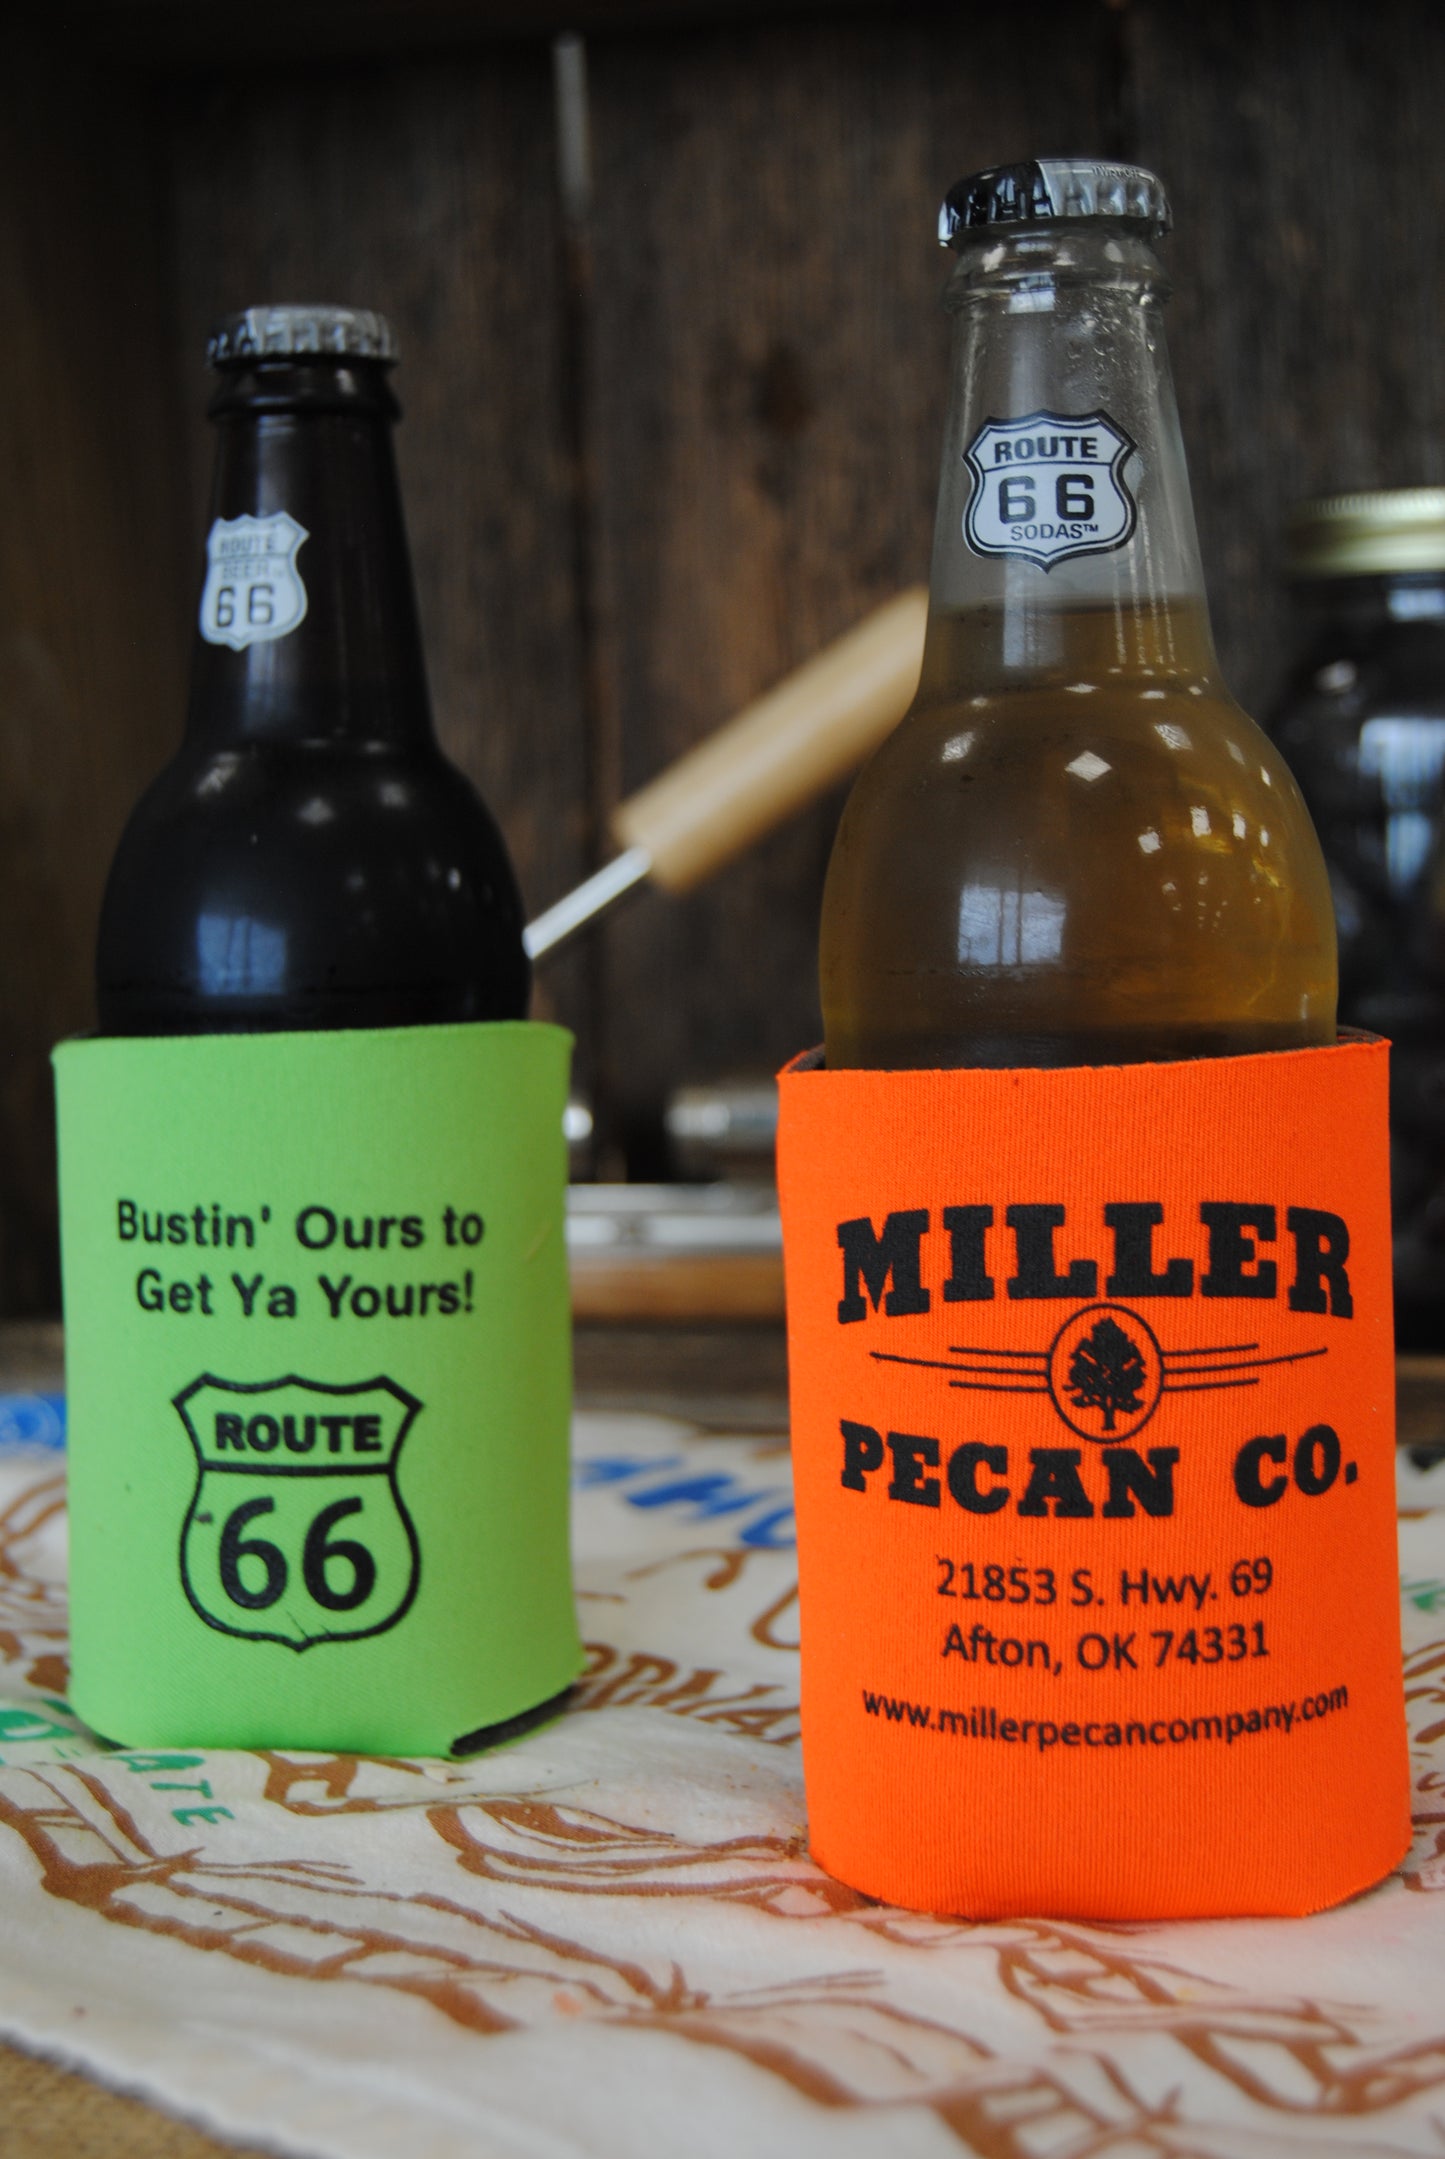 ROUTE
BEER
66
Bustin' Ours to
Get Ya Yours!
ROUTE
66
ROUTE
66
SODAS™
MILLER
PECAN CO.
21853 S. Hwy. 69
Afton, OK 74331
www.millerpecancompany.com